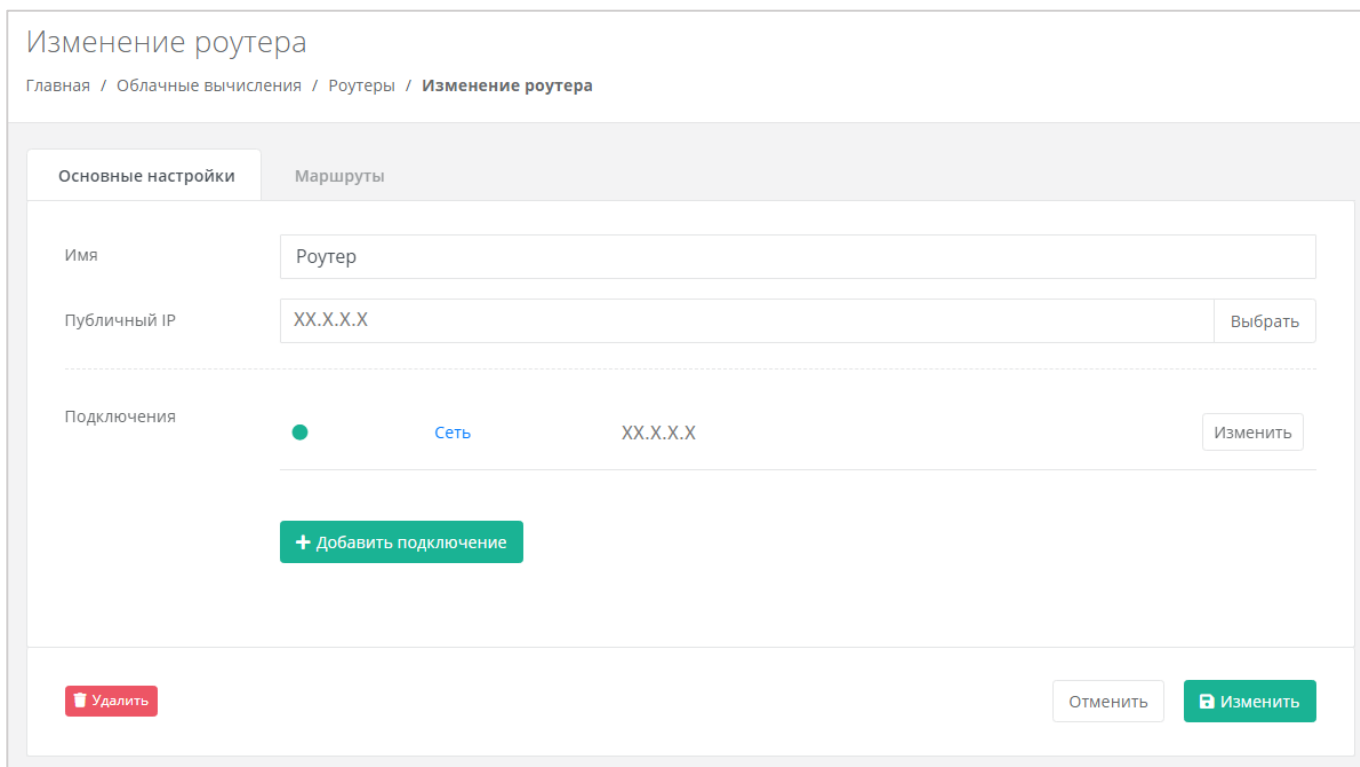 Изменение роутера
Главная / Облачные вычисления / Роутеры / Изменение роутера
Основные настройки Маршруты
Имя Роутер
Публичный IP XX.X.X.X Выбрать
Подключения Сеть XX.X.X.X Изменить
+ Добавить подключение
Удалить Отменить Изменить